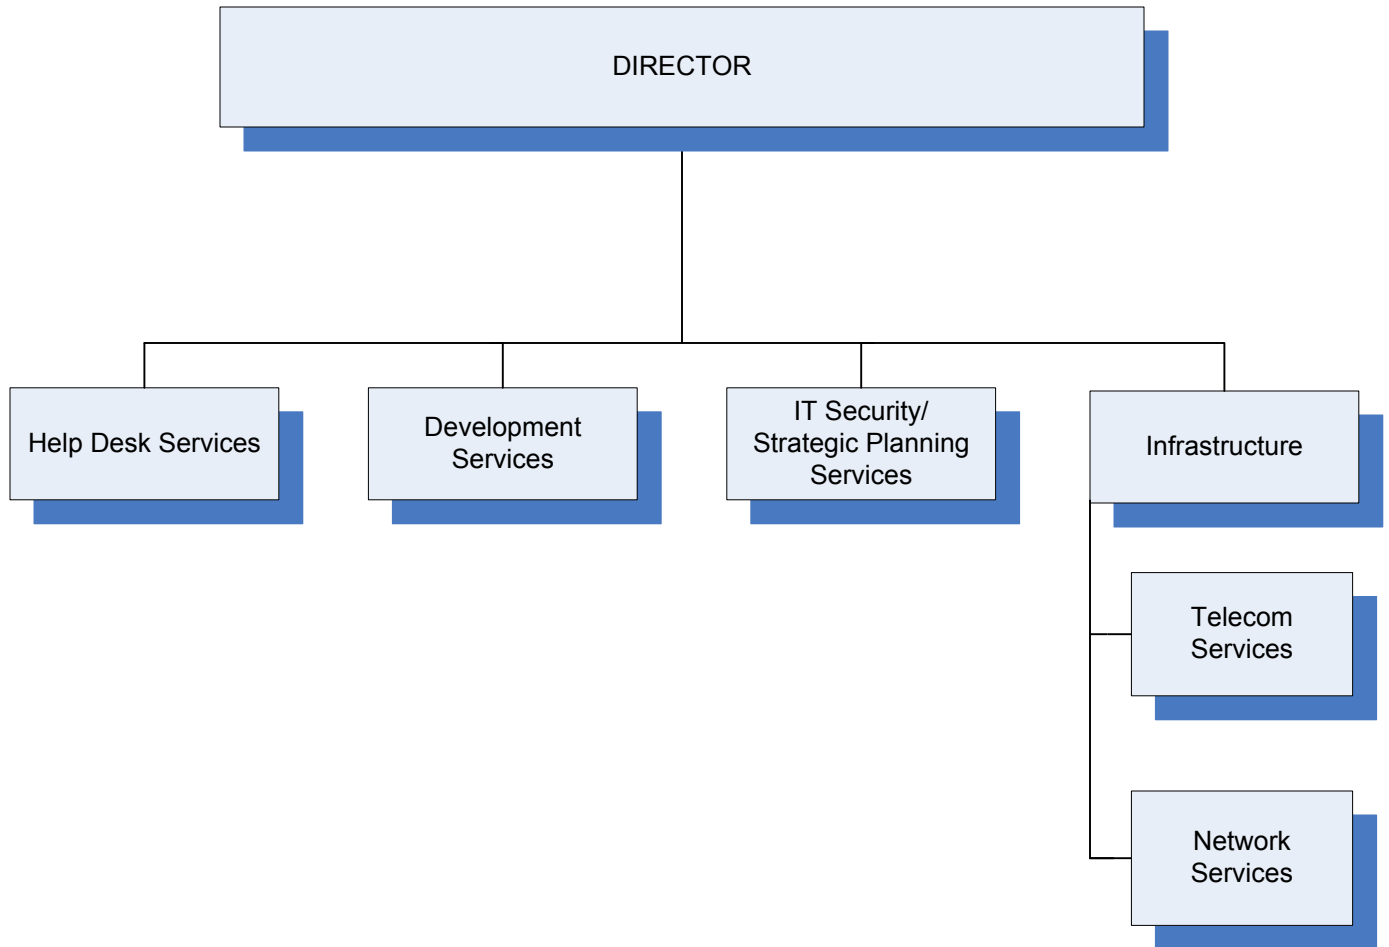 DIRECTOR
Help Desk Services
Development
Services
IT Security/
Strategic Planning
Services
Infrastructure
Telecom
Services
Network
Services